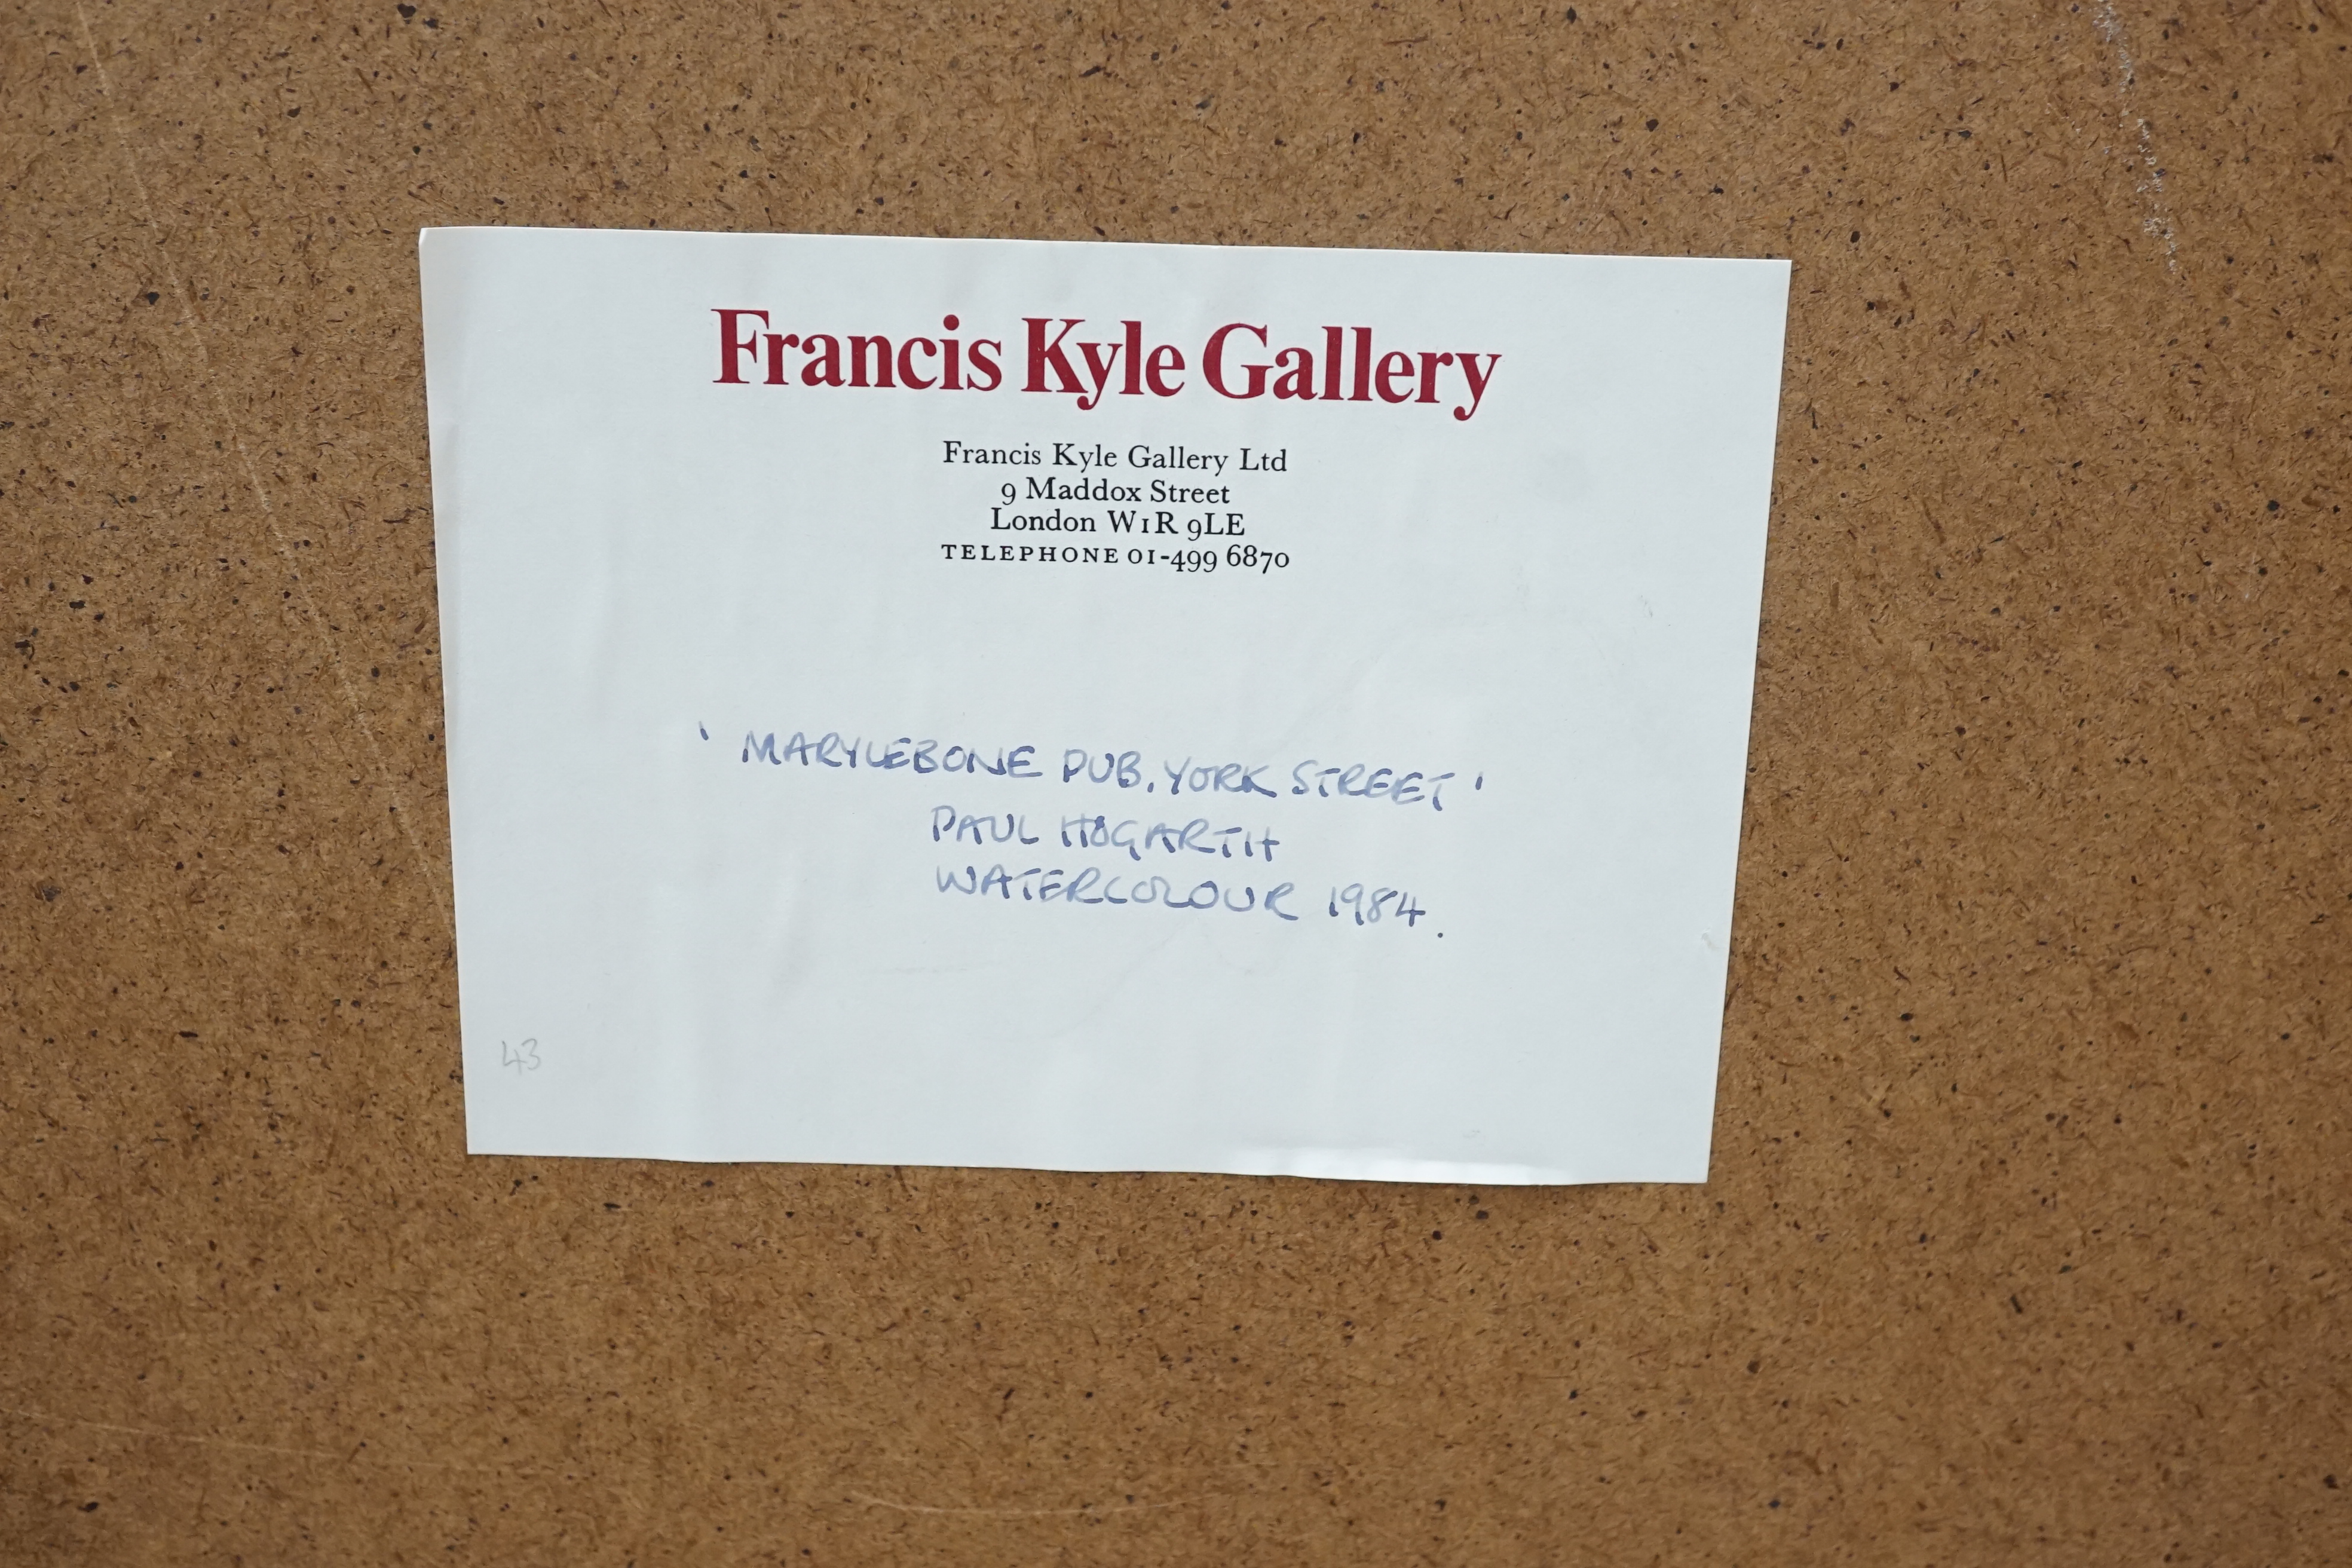 Francis Kyle Gallery
Francis Kyle Gallery Ltd
9 Maddox Street
London W1R 9LE
TELEPHONE 01-499 6870
' MARYLEBONE PUB, YORK STREET '
PAUL HOGARTH
WATERCOLOUR 1984.
43